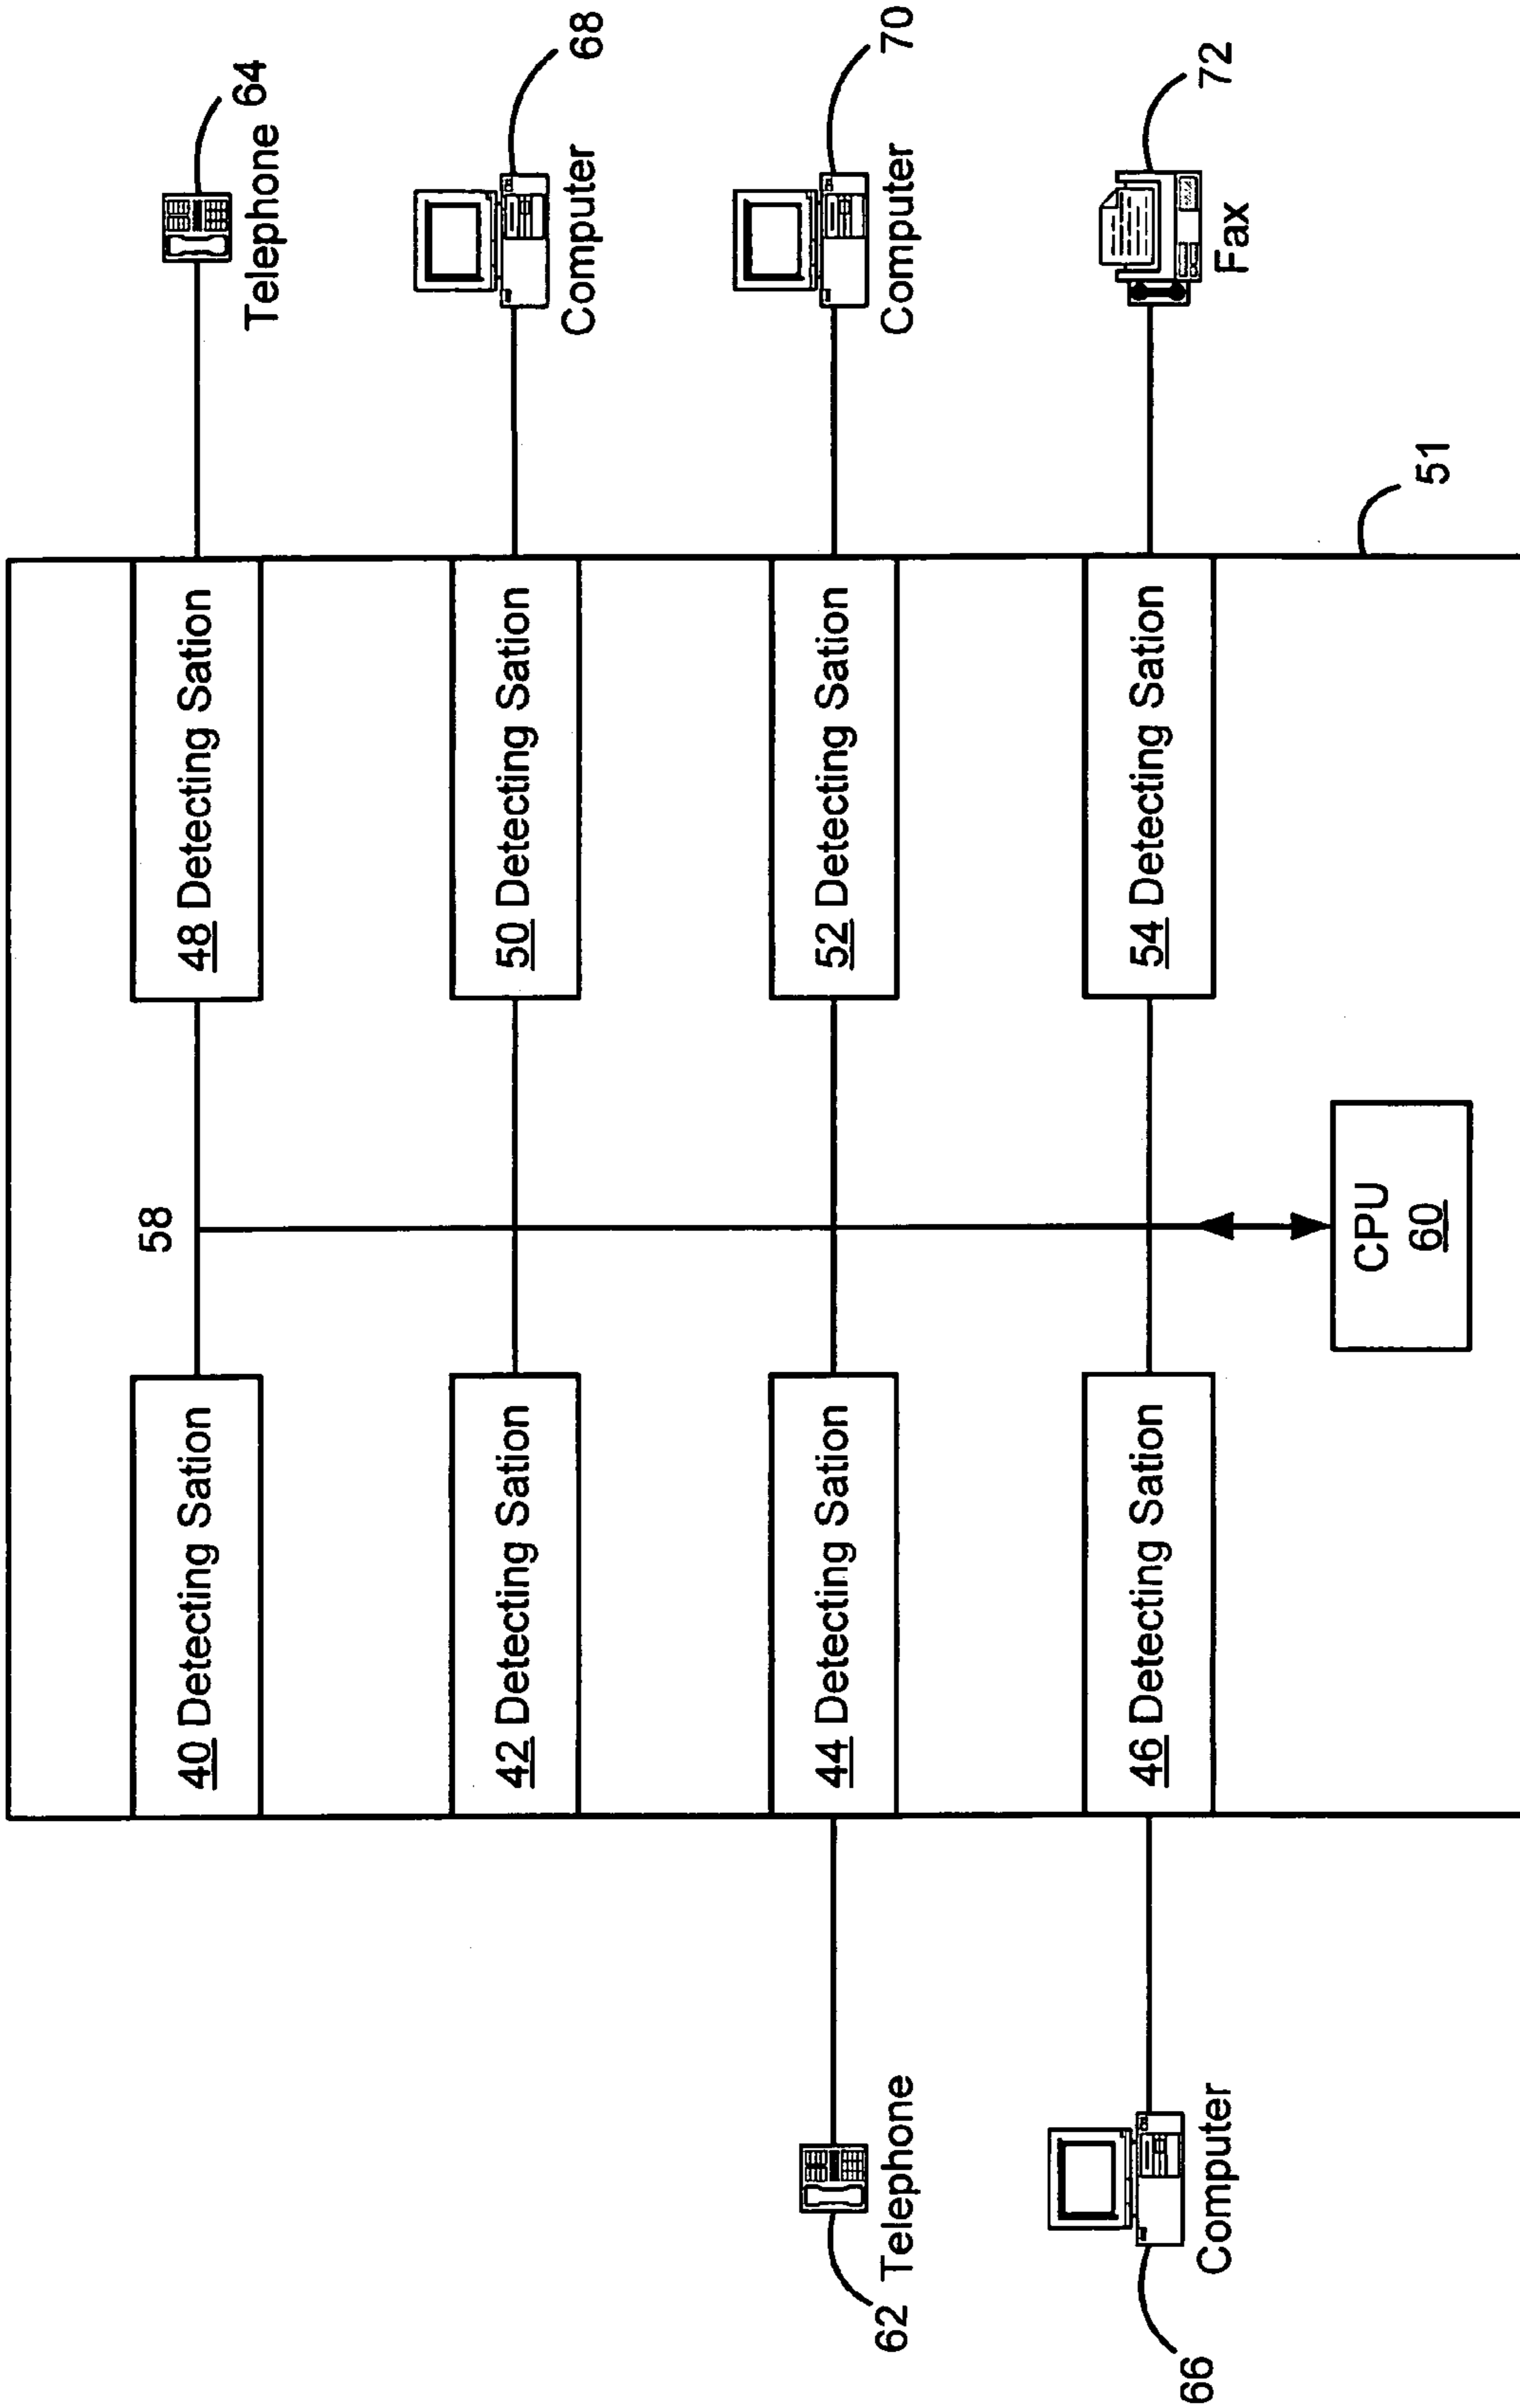 58
40 Detecting Sation
48 Detecting Sation
64
Telephone
42 Detecting Sation
50 Detecting Sation
68
Computer
44 Detecting Sation
52 Detecting Sation
62 Telephone
70
Computer
46 Detecting Sation
54 Detecting Sation
66
Computer
72
Fax
CPU
60
51